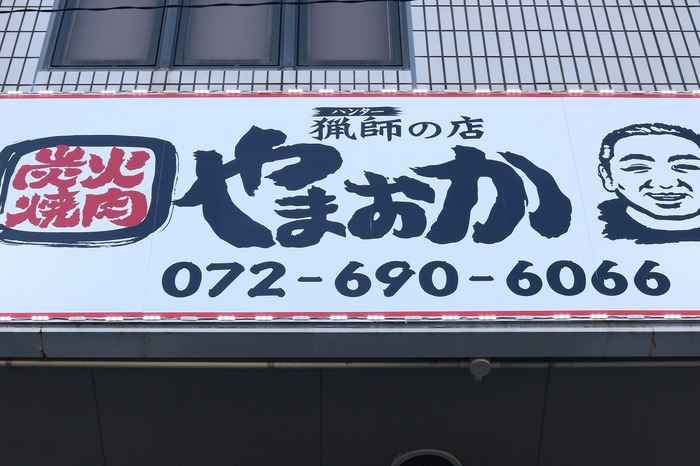 ハンター
猟師の店
炭火
焼肉
やまおか
072-690-6066